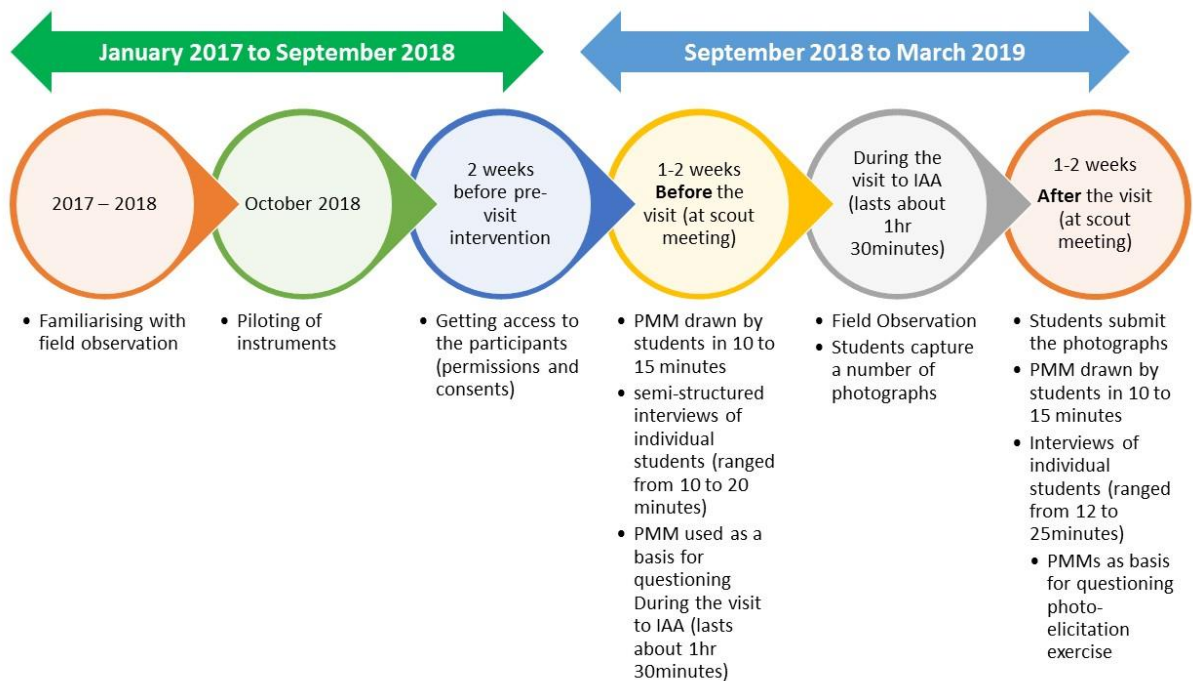 January 2017 to September 2018
September 2018 to March 2019
2017 – 2018
October 2018
2 weeks
before pre-
visit
intervention
1-2 weeks
Before the
visit (at scout
meeting)
During the
visit to IAA
(lasts about
1hr
30minutes)
1-2 weeks
After the visit
(at scout
meeting)
• Familiarising with
field observation
• Piloting of
instruments
• Getting access to
the participants
(permissions and
consents)
• PMM drawn by
students in 10 to
15 minutes
• semi-structured
interviews of
individual
students (ranged
from 10 to 20
minutes)
• PMM used as a
basis for
questioning
During the visit
to IAA (lasts
about 1hr
30minutes)
• Field Observation
• Students capture
a number of
photographs
• Students submit
the photographs
• PMM drawn by
students in 10 to
15 minutes
• Interviews of
individual
students (ranged
from 12 to
25minutes)
• PMMs as basis
for questioning
photo-
elicitation
exercise